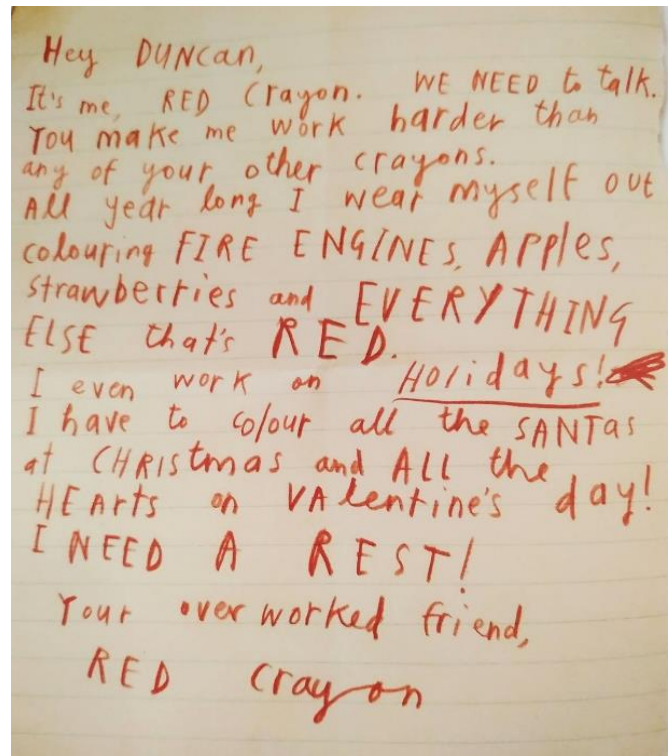 Hey DUNCan,
It's me, RED Crayon. WE NEED to talk.
You make me work harder than
any of your other crayons.
All year long I wear myself out
colouring FIRE ENGINES, Apples,
strawberries and EVERYTHING
ELSE that's RED.
I even work on Holidays!
I have to colour all the SANTas
at CHRIStmas and ALL the
HEArts on VAlentine's day!
I NEED A REST!
Your overworked friend,
RED Crayon